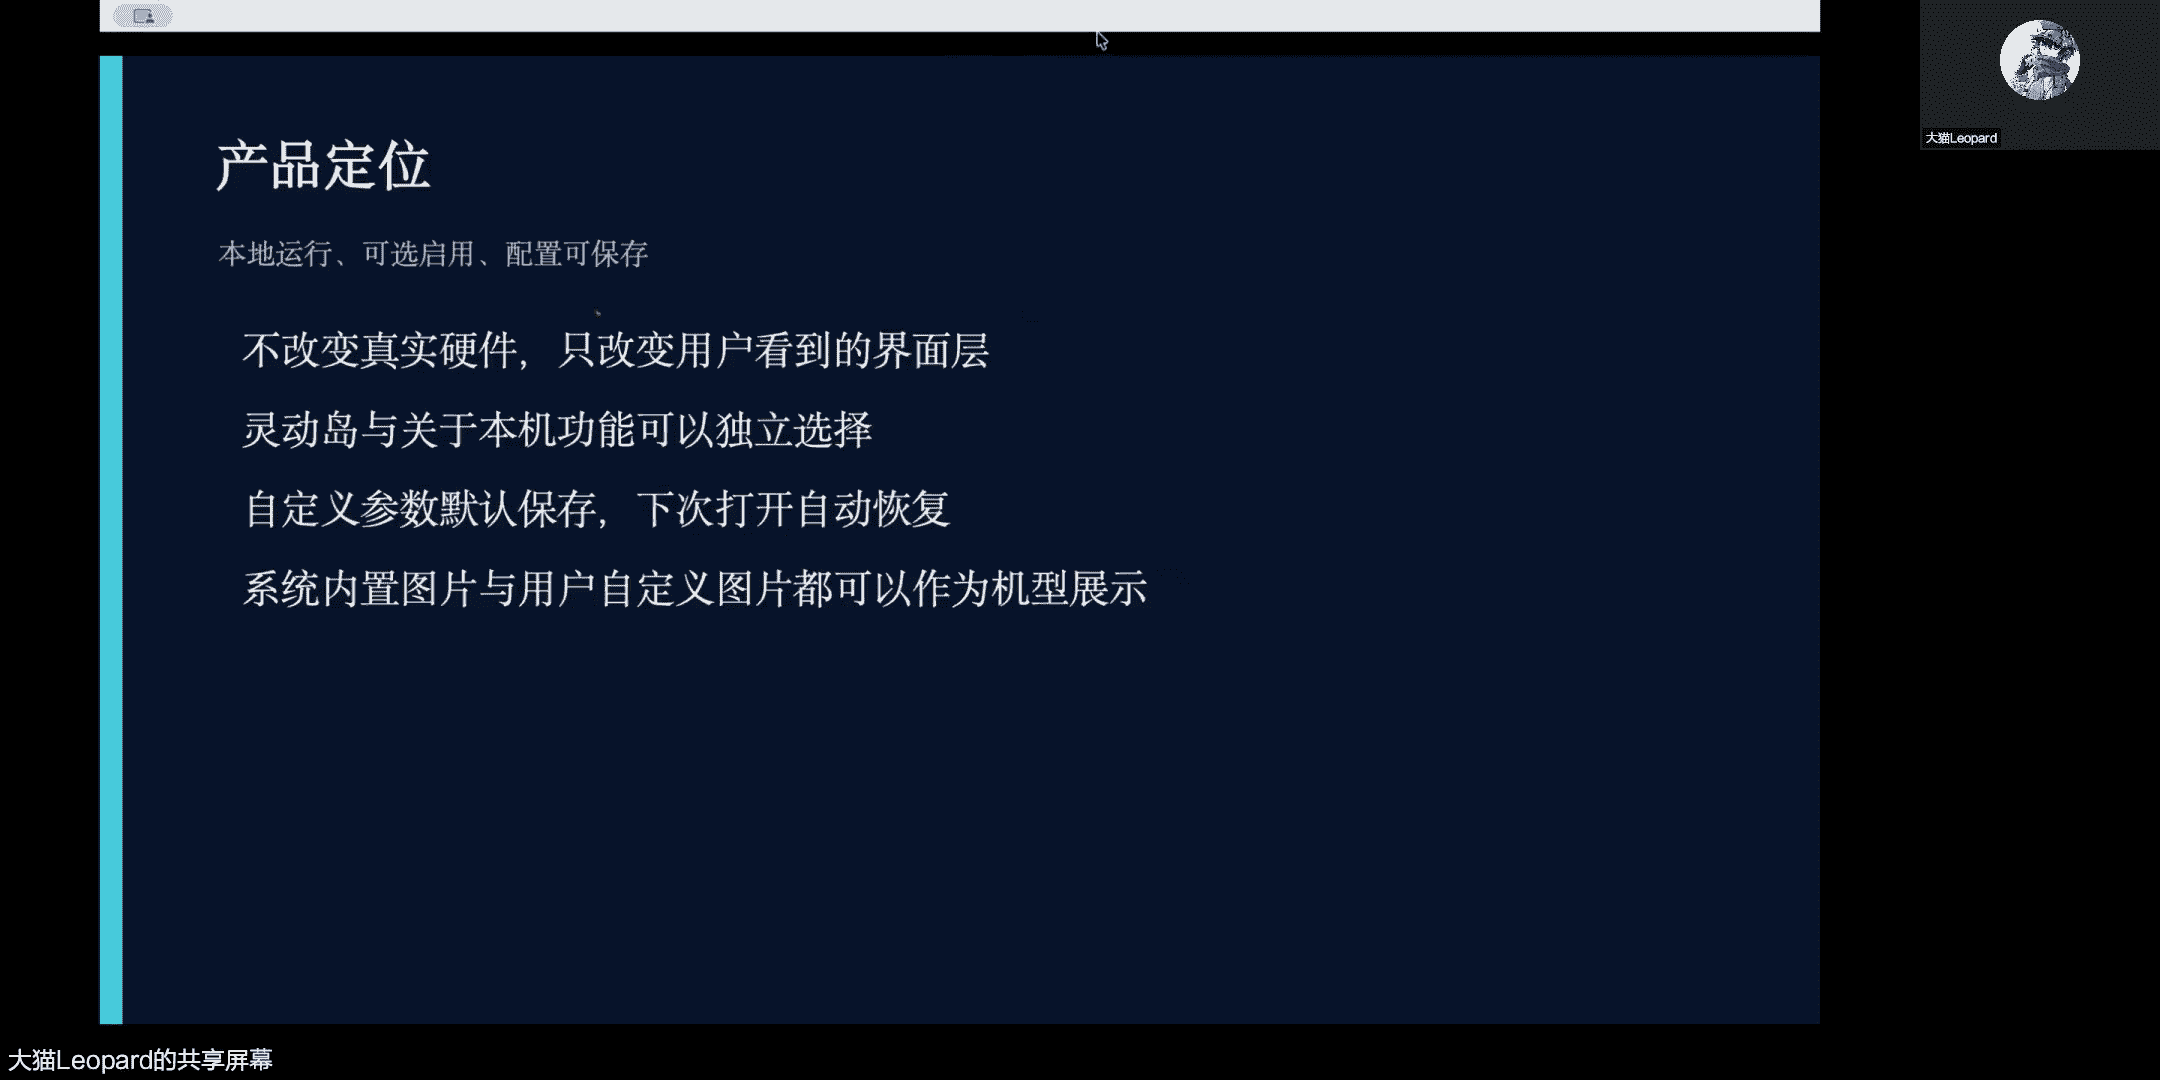 大猫Leopard
产品定位
本地运行、可选启用、配置可保存
不改变真实硬件，只改变用户看到的界面层
灵动岛与关于本机功能可以独立选择
自定义参数默认保存，下次打开自动恢复
系统内置图片与用户自定义图片都可以作为机型展示
大猫Leopard的共享屏幕